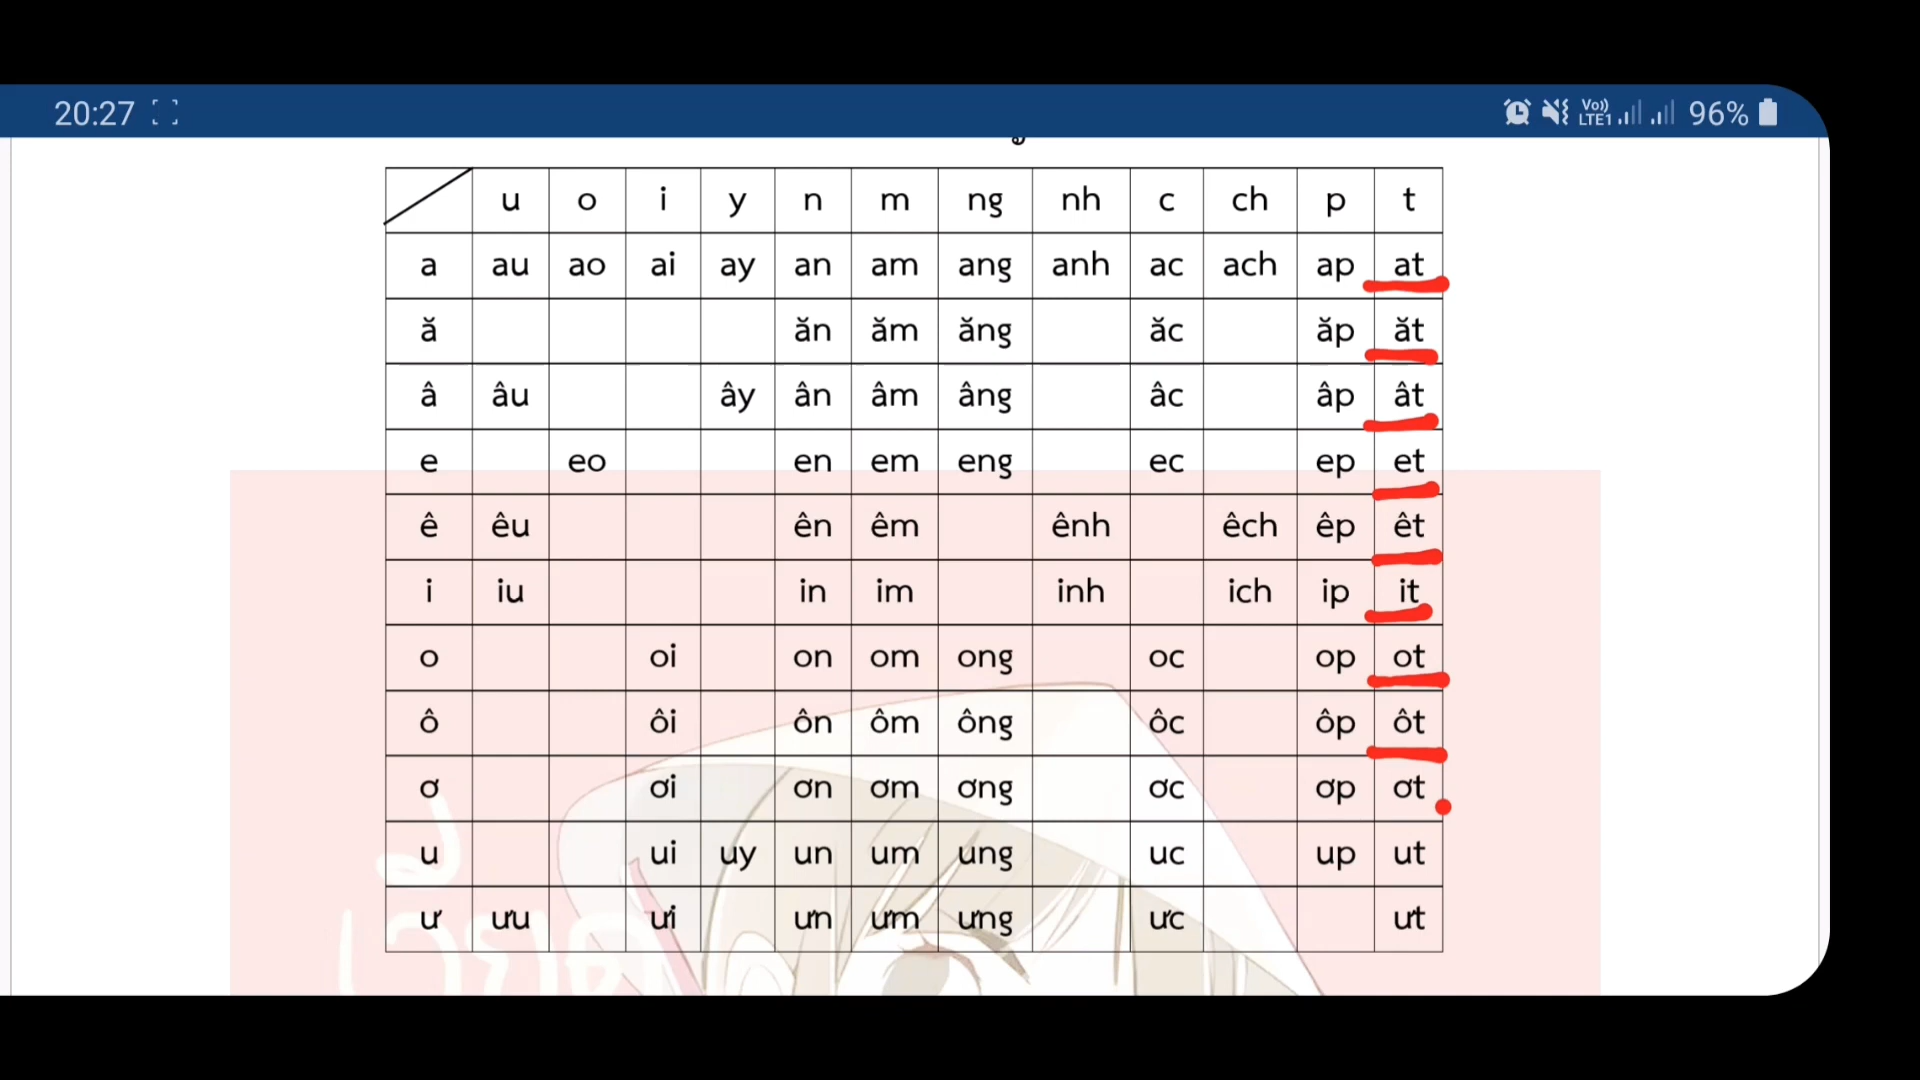 20:27 Vo)) LTE1 96%
u o i y n m ng nh c ch p t
a au ao ai ay an am ang anh ac ach ap at
ă ăn ăm ăng ăc ăp ăt
â âu ây ân âm âng âc âp ât
e eo en em eng ec ep et
ê êu ên êm ênh êch êp êt
i iu in im inh ich ip it
o oi on om ong oc op ot
ô ôi ôn ôm ông ôc ôp ôt
ơ ơi ơn ơm ơng ơc ơp ơt
u ui uy un um ung uc up ut
ư ưu ưi ưn ưm ưng ưc ưt